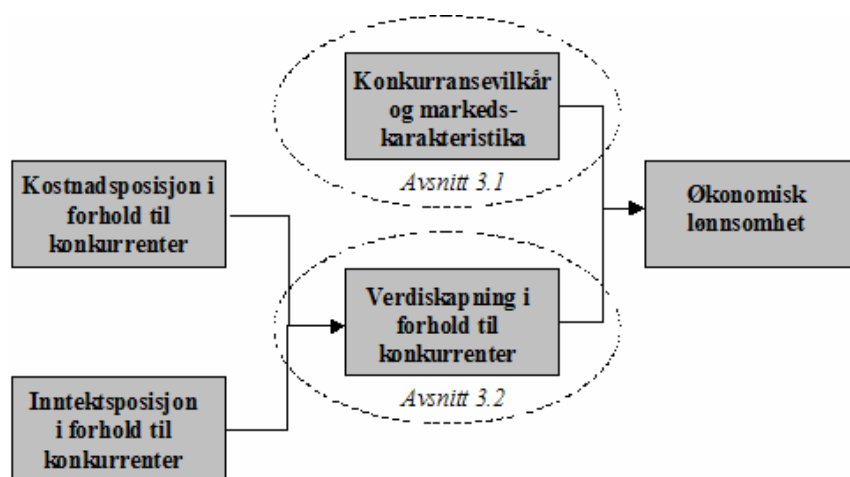 Konkurransevilkår
og markeds-
karakteristika
Avsnitt 3.1
Kostnadsposisjon i
forhold til
konkurrenter
Økonomisk
lønnsomhet
Verdiskapning i
forhold til
konkurrenter
Avsnitt 3.2
Inntektsposisjon
i forhold til
konkurrenter